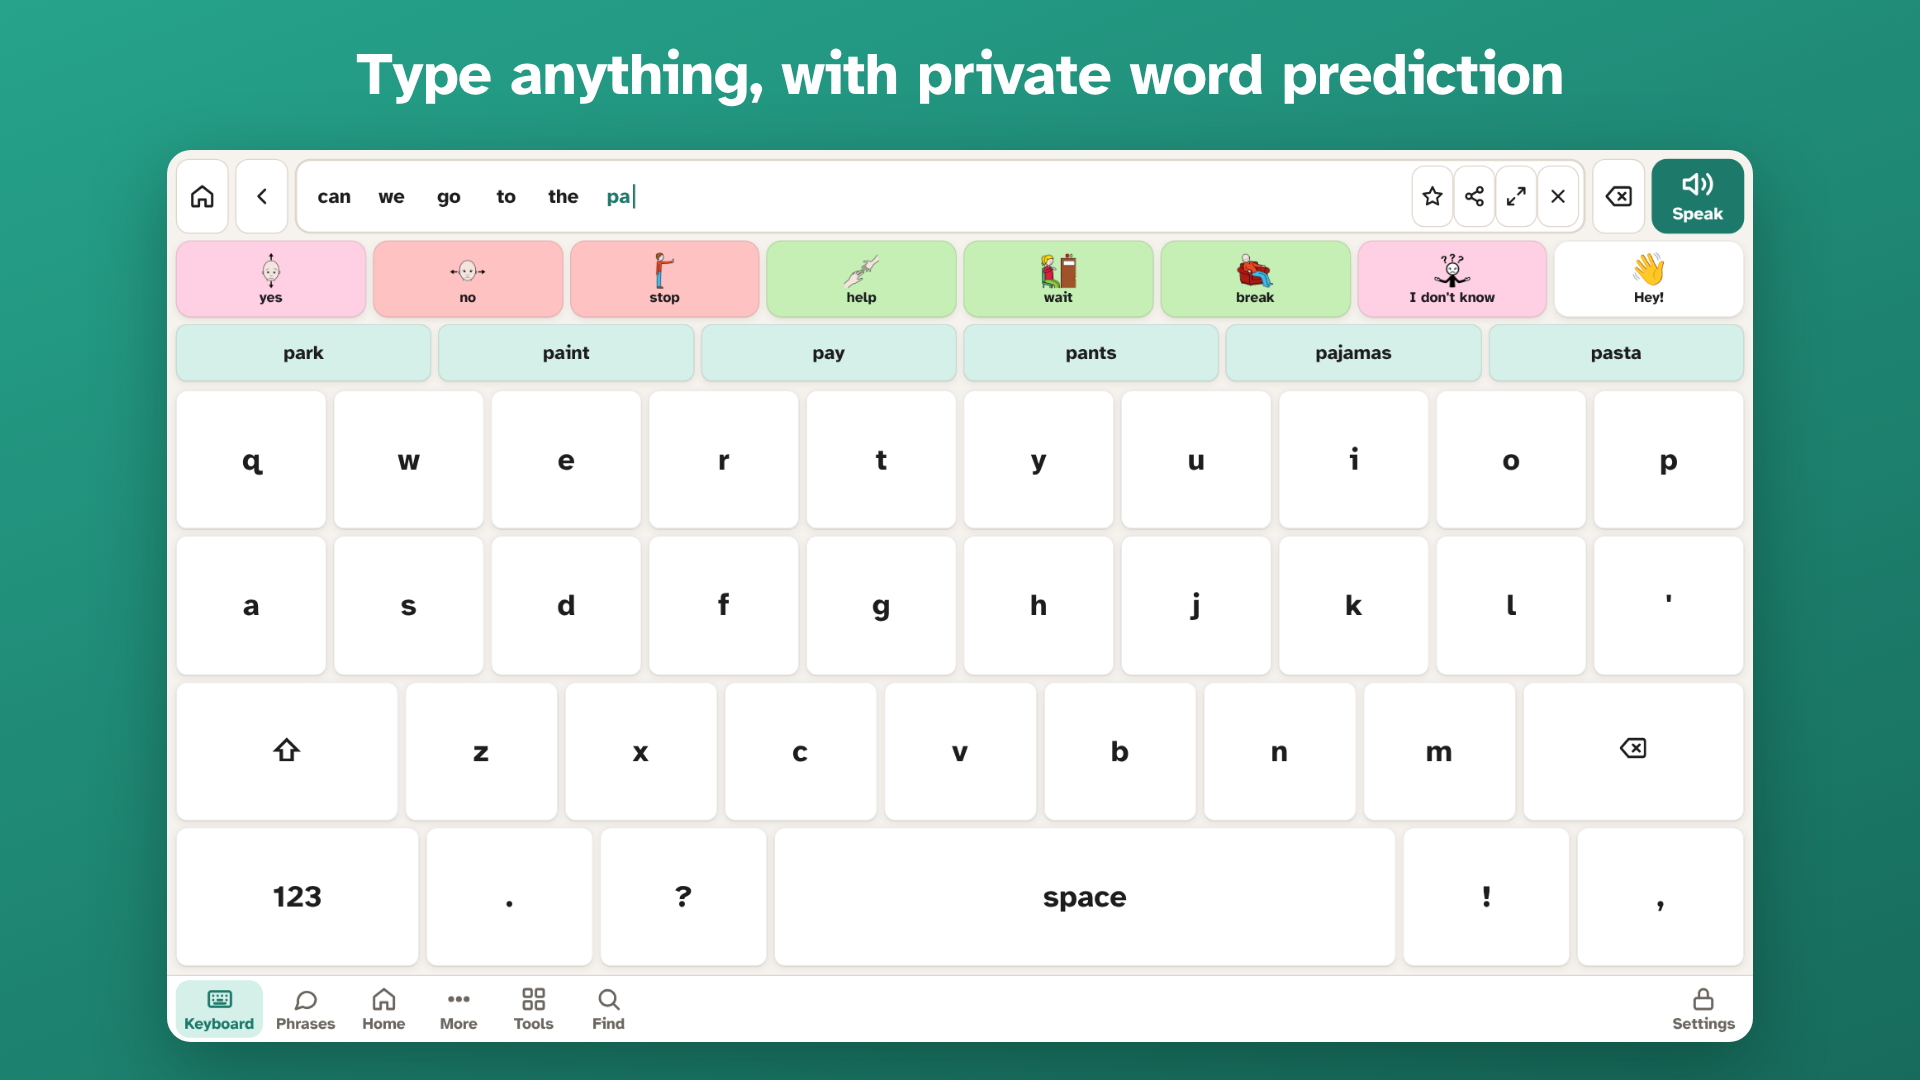 Type anything, with private word prediction
can we go to the pa
Speak
yes no stop help wait break ??? I don't know Hey!
park paint pay pants pajamas pasta
q w e r t y u i o p
a s d f g h j k l '
z x c v b n m
123 . ? space ! ,
Keyboard Phrases Home More Tools Find Settings